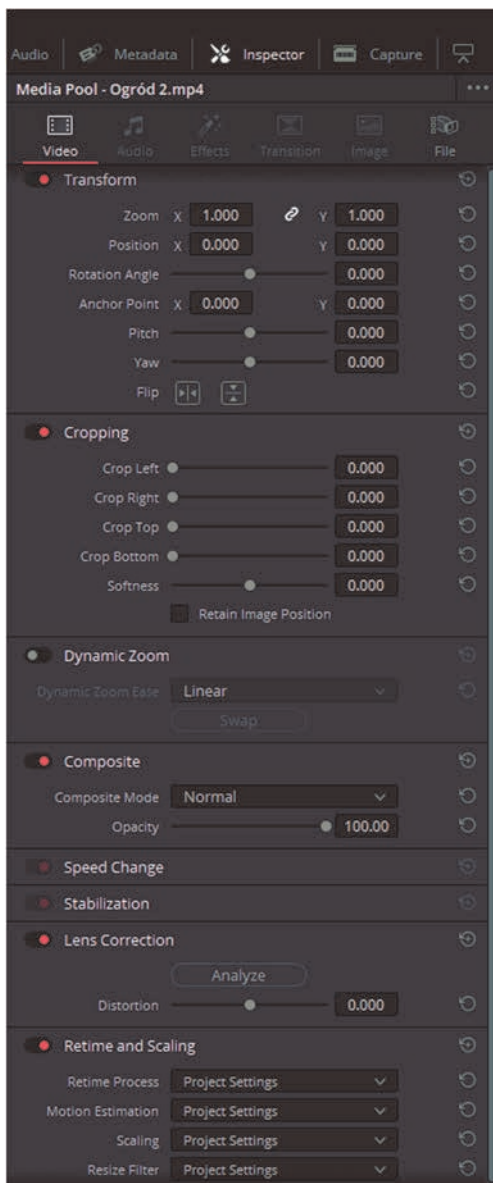 Audio Metadata Inspector Capture
Media Pool - Ogród 2.mp4
Video Audio Effects Transition Image File
Transform
Zoom X 1.000 Y 1.000
Position X 0.000 Y 0.000
Rotation Angle 0.000
Anchor Point X 0.000 Y 0.000
Pitch 0.000
Yaw 0.000
Flip
Cropping
Crop Left 0.000
Crop Right 0.000
Crop Top 0.000
Crop Bottom 0.000
Softness 0.000
Retain Image Position
Dynamic Zoom
Dynamic Zoom Ease Linear
Swap
Composite
Composite Mode Normal
Opacity 100.00
Speed Change
Stabilization
Lens Correction
Analyze
Distortion 0.000
Retime and Scaling
Retime Process Project Settings
Motion Estimation Project Settings
Scaling Project Settings
Resize Filter Project Settings